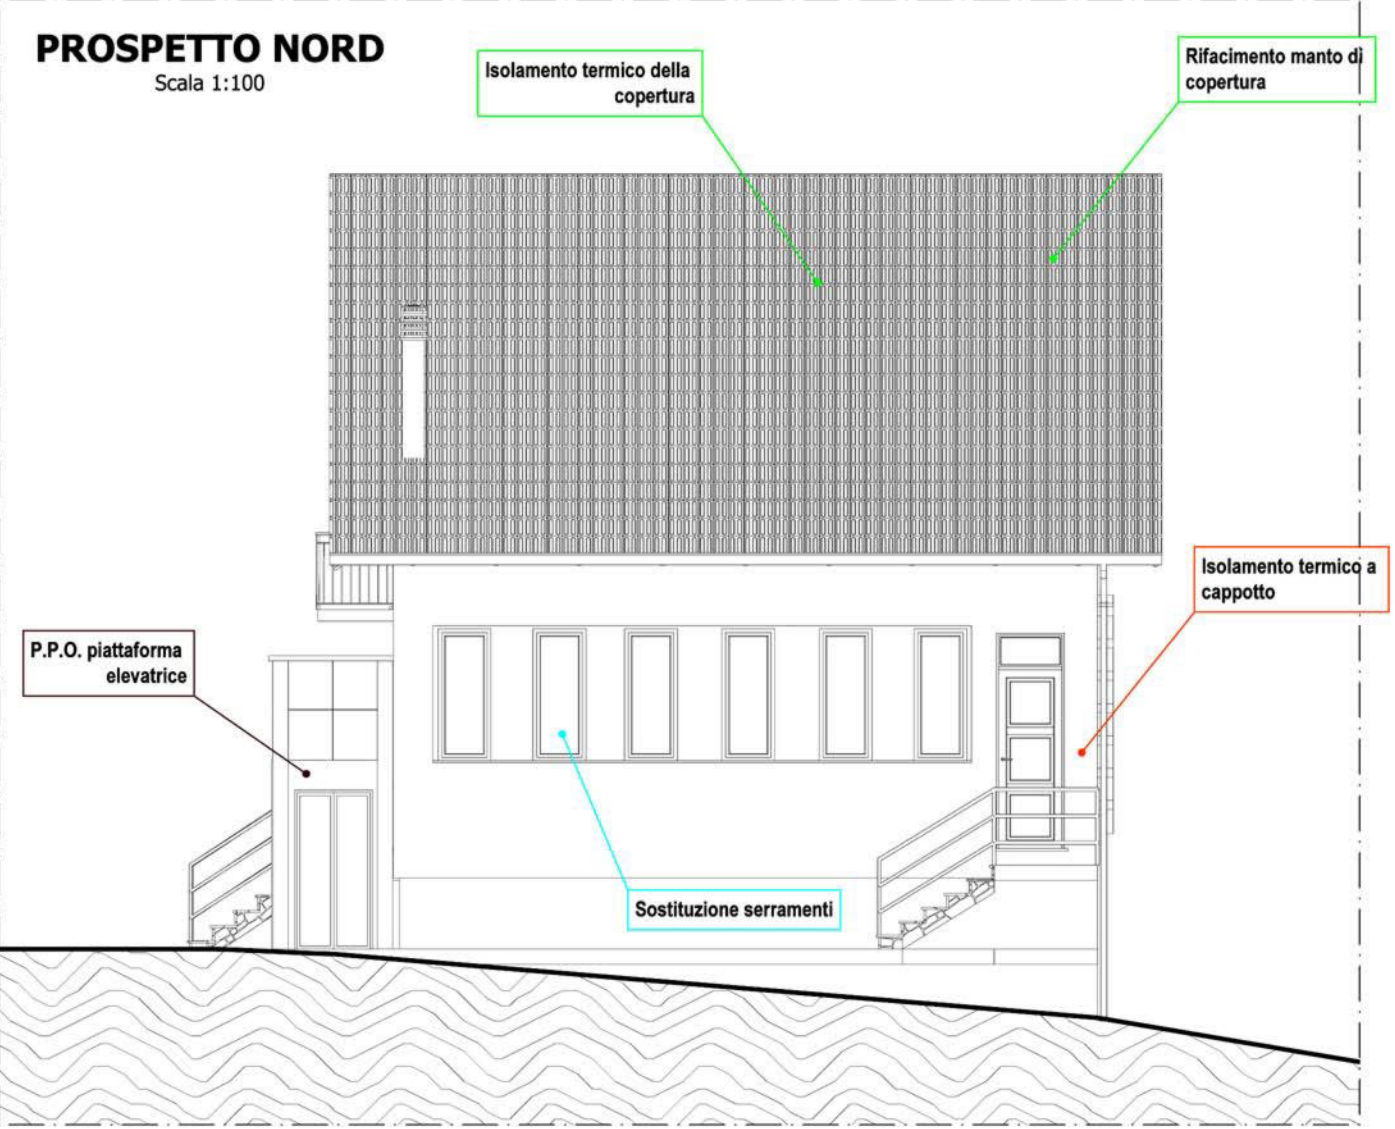 PROSPETTO NORD
Scala 1:100
Isolamento termico della
copertura
Rifacimento manto di
copertura
Isolamento termico a
cappotto
P.P.O. piattaforma
elevatrice
Sostituzione serramenti